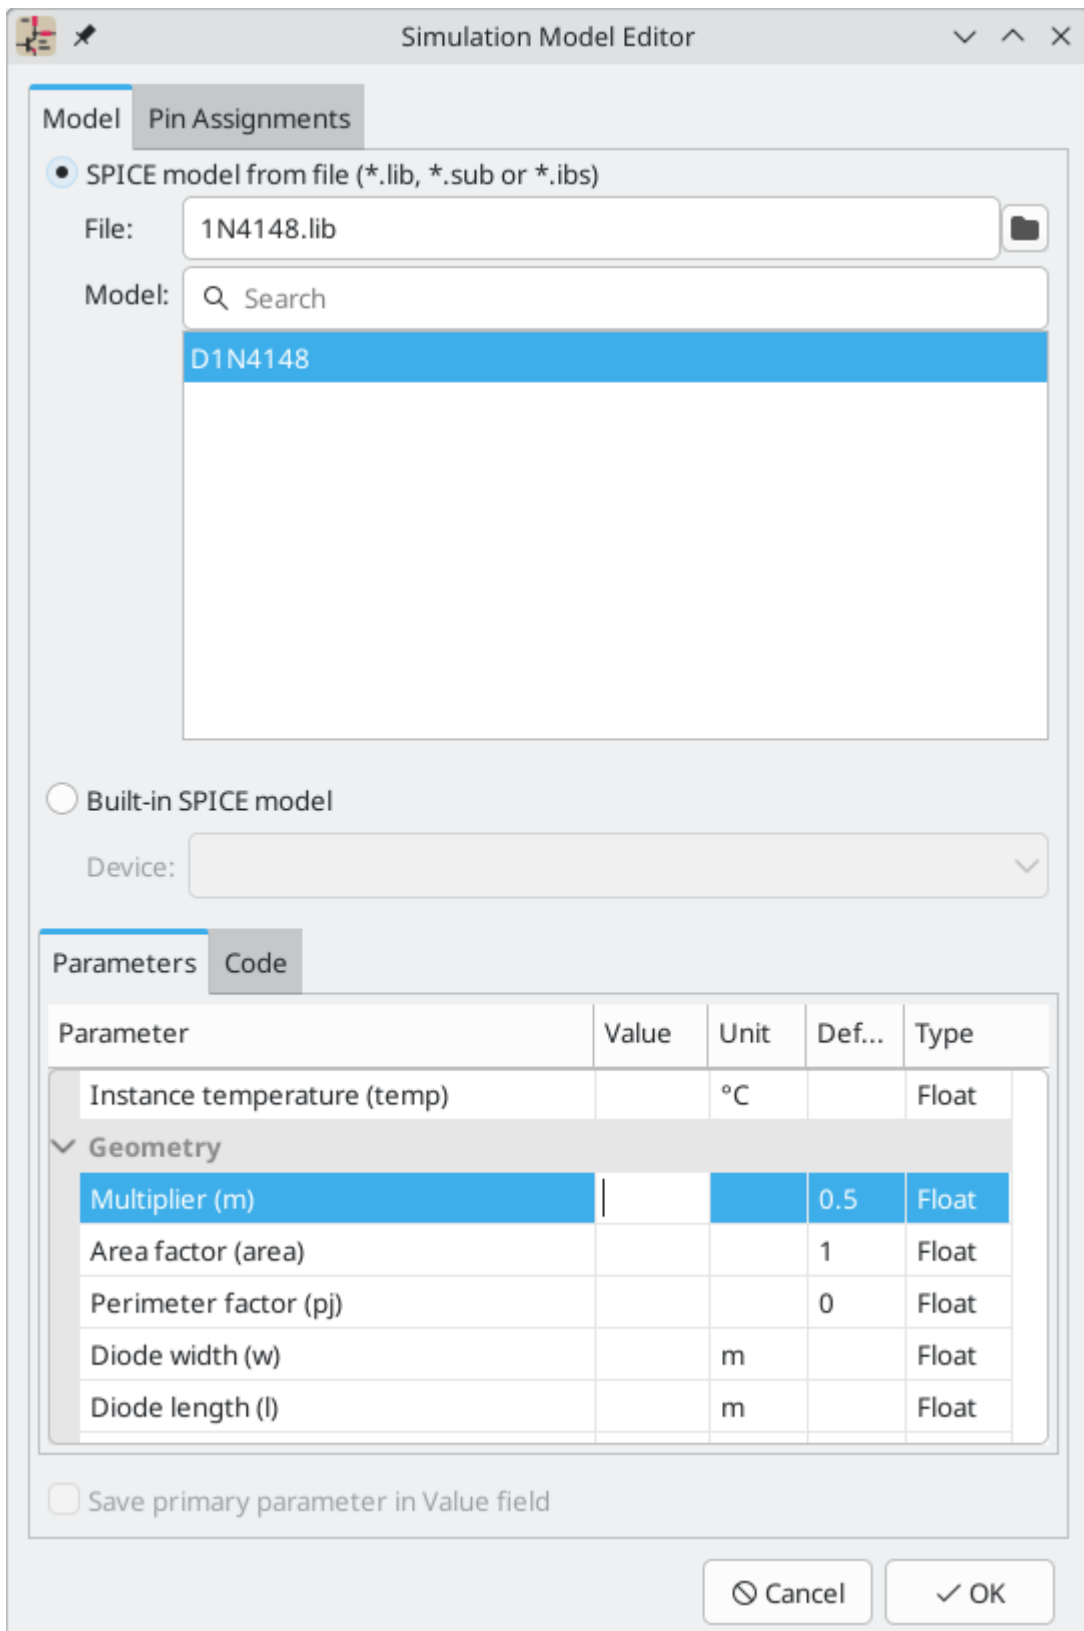 Simulation Model Editor
Model Pin Assignments
SPICE model from file (*.lib, *.sub or *.ibs)
File: 1N4148.lib
Model: Search
D1N4148
Built-in SPICE model
Device:
Parameters Code
Parameter Value Unit Def... Type
Instance temperature (temp) °C Float
Geometry
Multiplier (m) 0.5 Float
Area factor (area) 1 Float
Perimeter factor (pj) 0 Float
Diode width (w) m Float
Diode length (l) m Float
Save primary parameter in Value field
Cancel OK